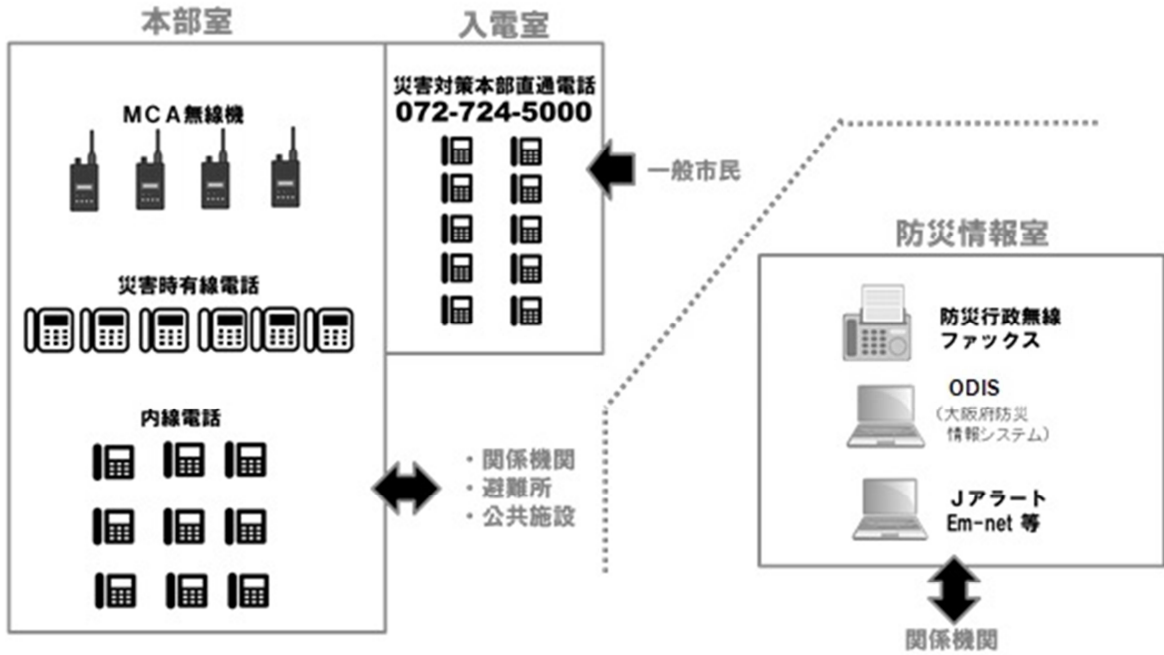 本部室
MCA無線機
災害時有線電話
内線電話
入電室
災害対策本部直通電話
072-724-5000
一般市民
・関係機関
・避難所
・公共施設
防災情報室
防災行政無線
ファックス
ODIS
(大阪府防災
情報システム)
Jアラート
Em-net 等
関係機関